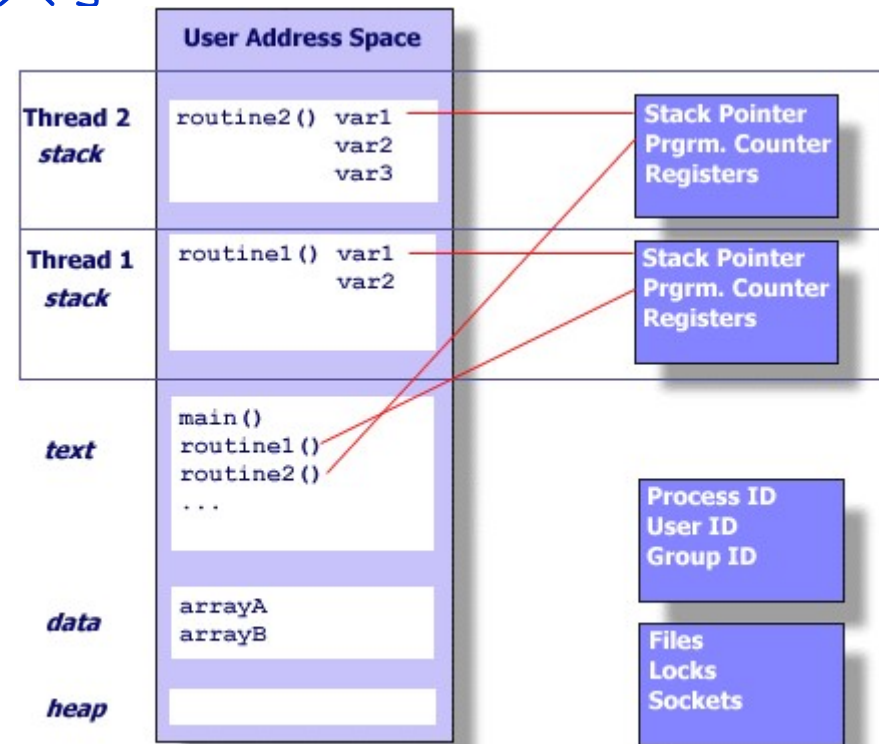 User Address Space
Thread 2
stack
routine2() var1
var2
var3
Stack Pointer
Prgrm. Counter
Registers
Thread 1
stack
routine1() var1
var2
Stack Pointer
Prgrm. Counter
Registers
text
main()
routine1()
routine2()
...
Process ID
User ID
Group ID
data
arrayA
arrayB
Files
Locks
Sockets
heap